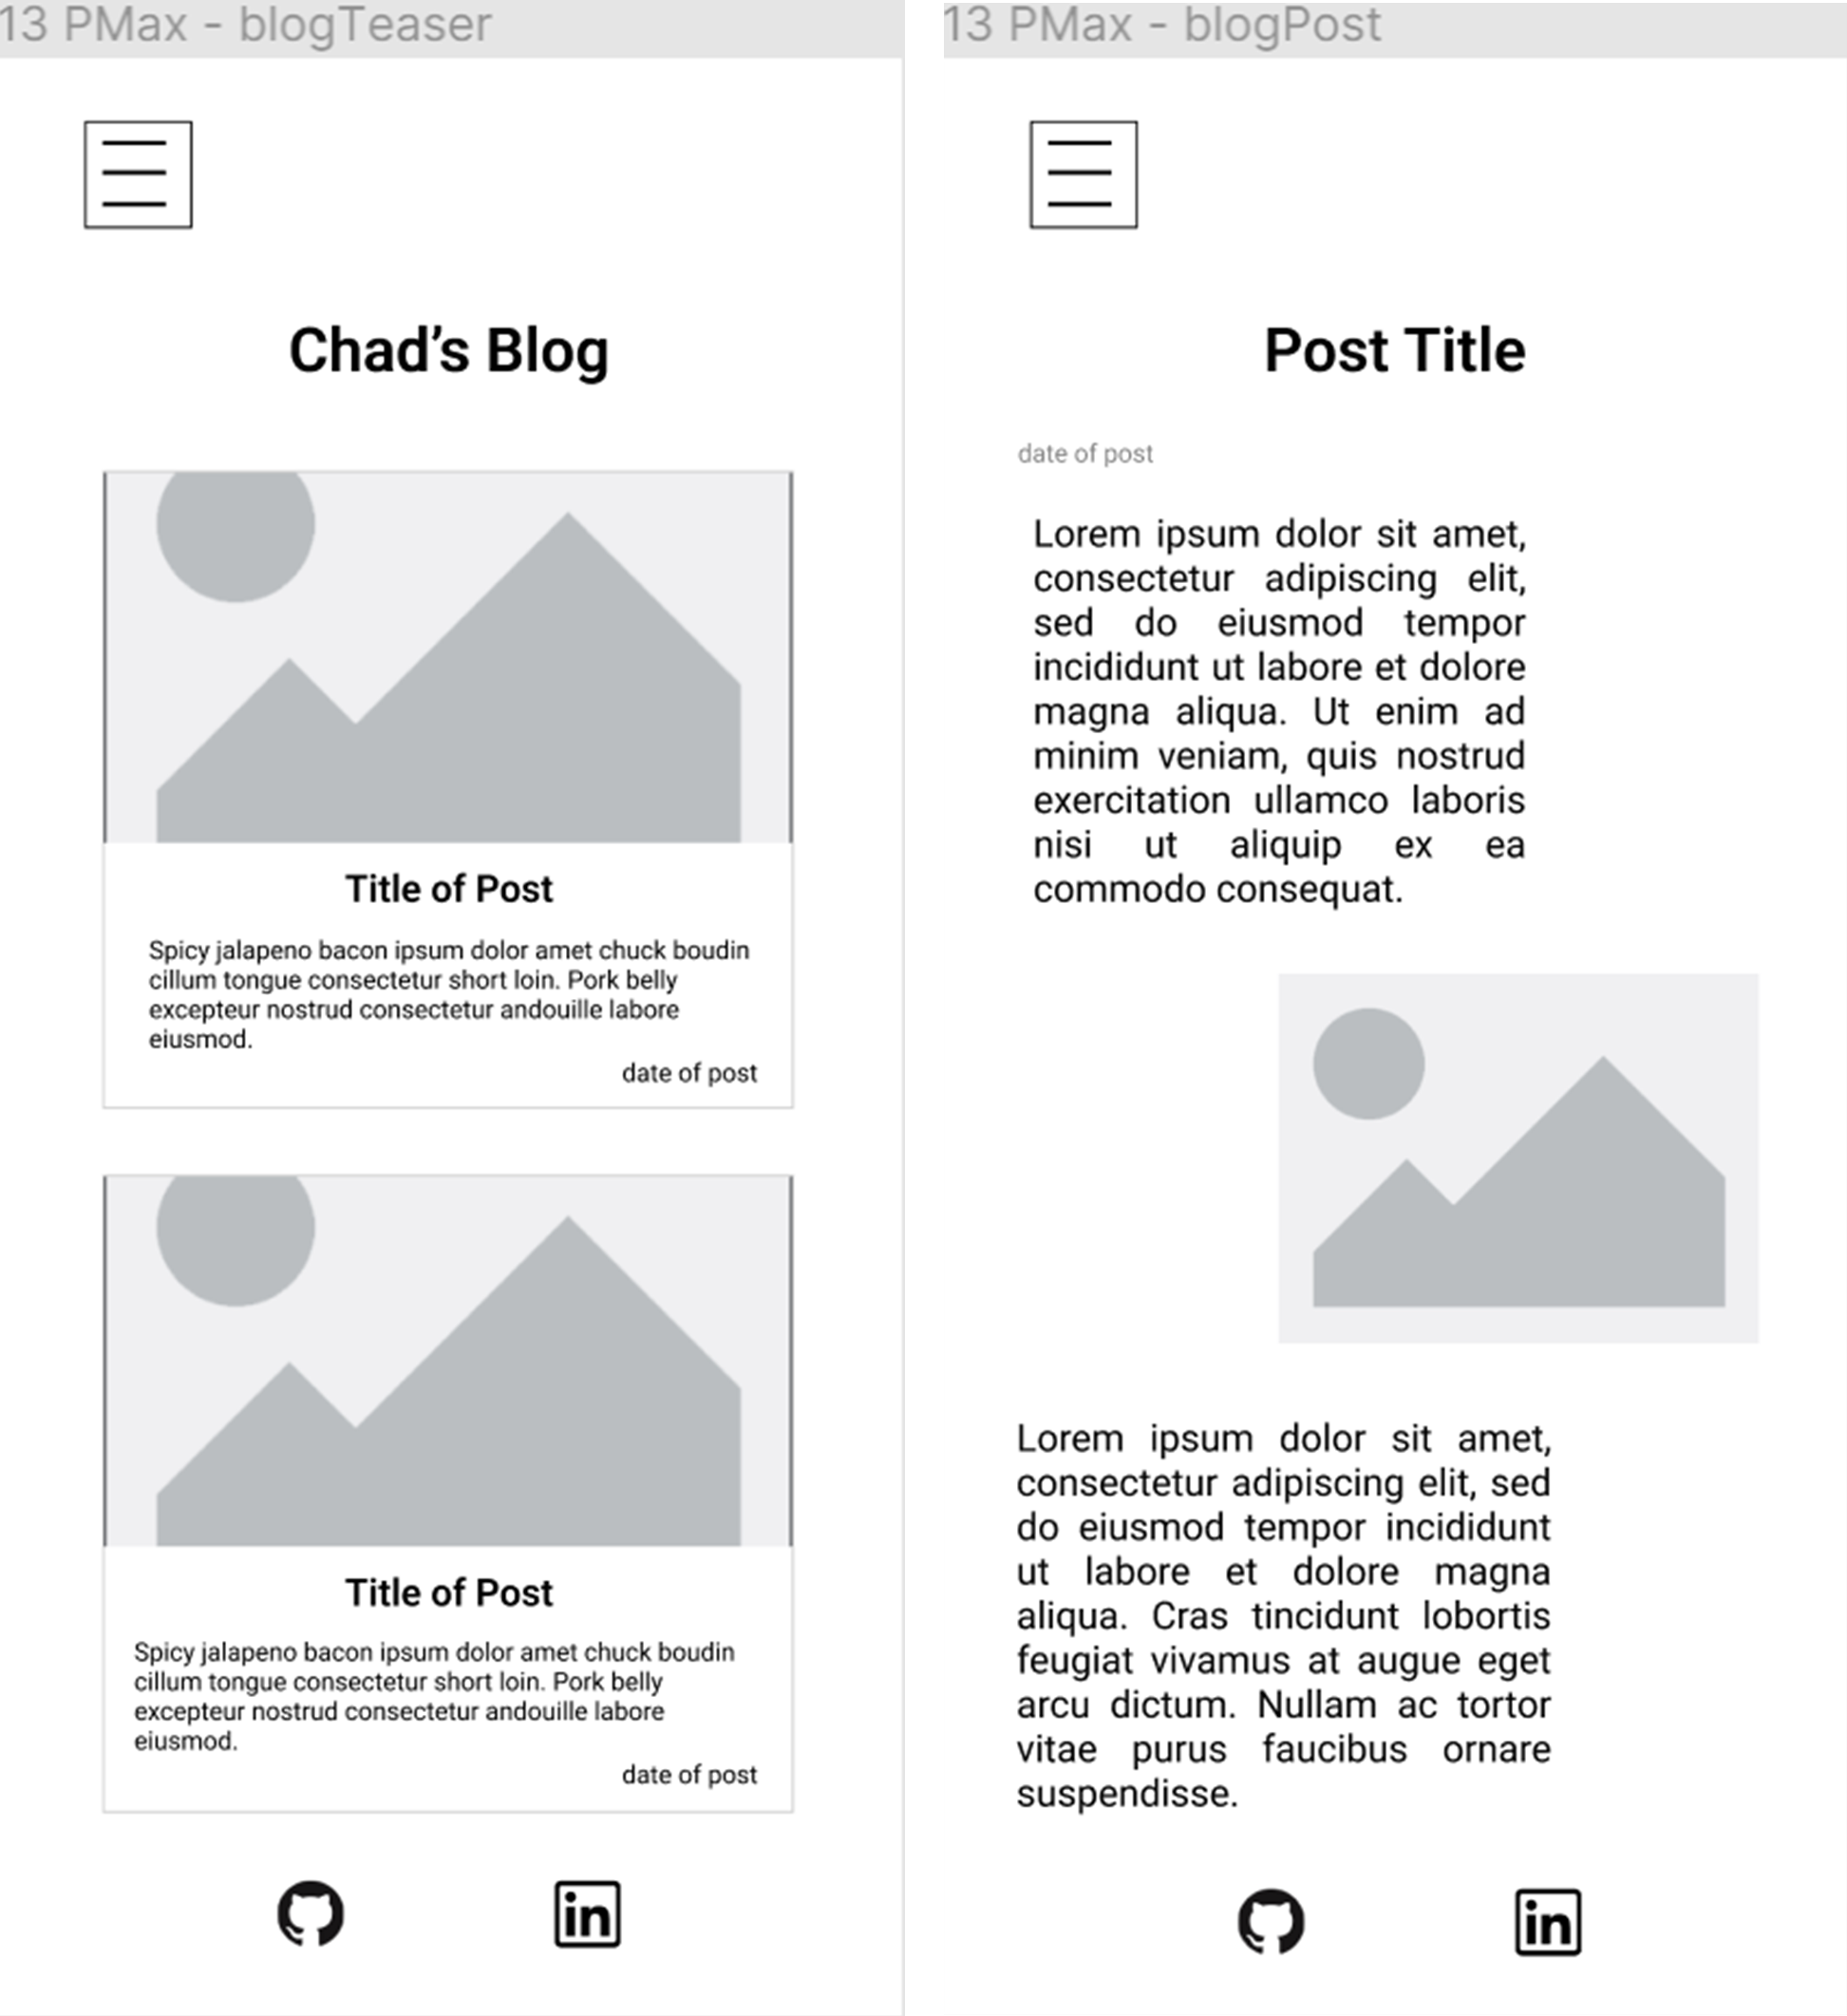 13 PMax - blogTeaser
Chad’s Blog
Title of Post
Spicy jalapeno bacon ipsum dolor amet chuck boudin
cillum tongue consectetur short loin. Pork belly
excepteur nostrud consectetur andouille labore
eiusmod.
date of post
Title of Post
Spicy jalapeno bacon ipsum dolor amet chuck boudin
cillum tongue consectetur short loin. Pork belly
excepteur nostrud consectetur andouille labore
eiusmod.
date of post
in
13 PMax - blogPost
Post Title
date of post
Lorem ipsum dolor sit amet,
consectetur adipiscing elit,
sed do eiusmod tempor
incididunt ut labore et dolore
magna aliqua. Ut enim ad
minim veniam, quis nostrud
exercitation ullamco laboris
nisi ut aliquip ex ea
commodo consequat.
Lorem ipsum dolor sit amet,
consectetur adipiscing elit, sed
do eiusmod tempor incididunt
ut labore et dolore magna
aliqua. Cras tincidunt lobortis
feugiat vivamus at augue eget
arcu dictum. Nullam ac tortor
vitae purus faucibus ornare
suspendisse.
in